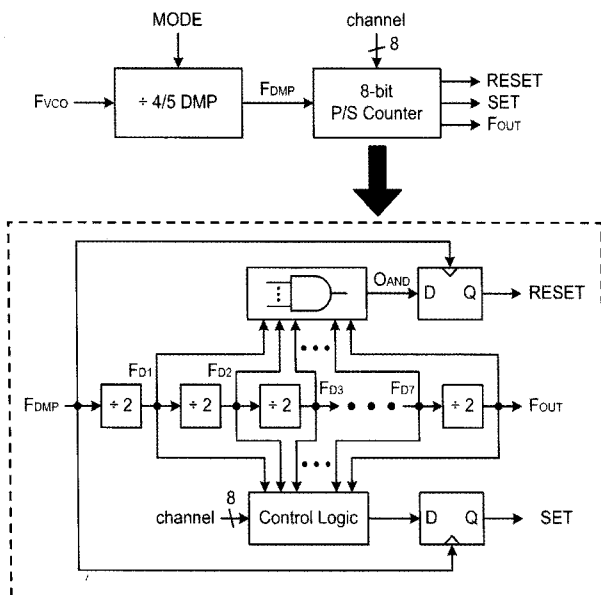 MODE
channel
8
FVCO
÷ 4/5 DMP
FDMP
8-bit
P/S Counter
RESET
SET
FOUT
OAND
D Q
RESET
FD1
FD2
FD3
FD7
FDMP
÷ 2
÷ 2
÷ 2
÷ 2
FOUT
channel
8
Control Logic
D Q
SET